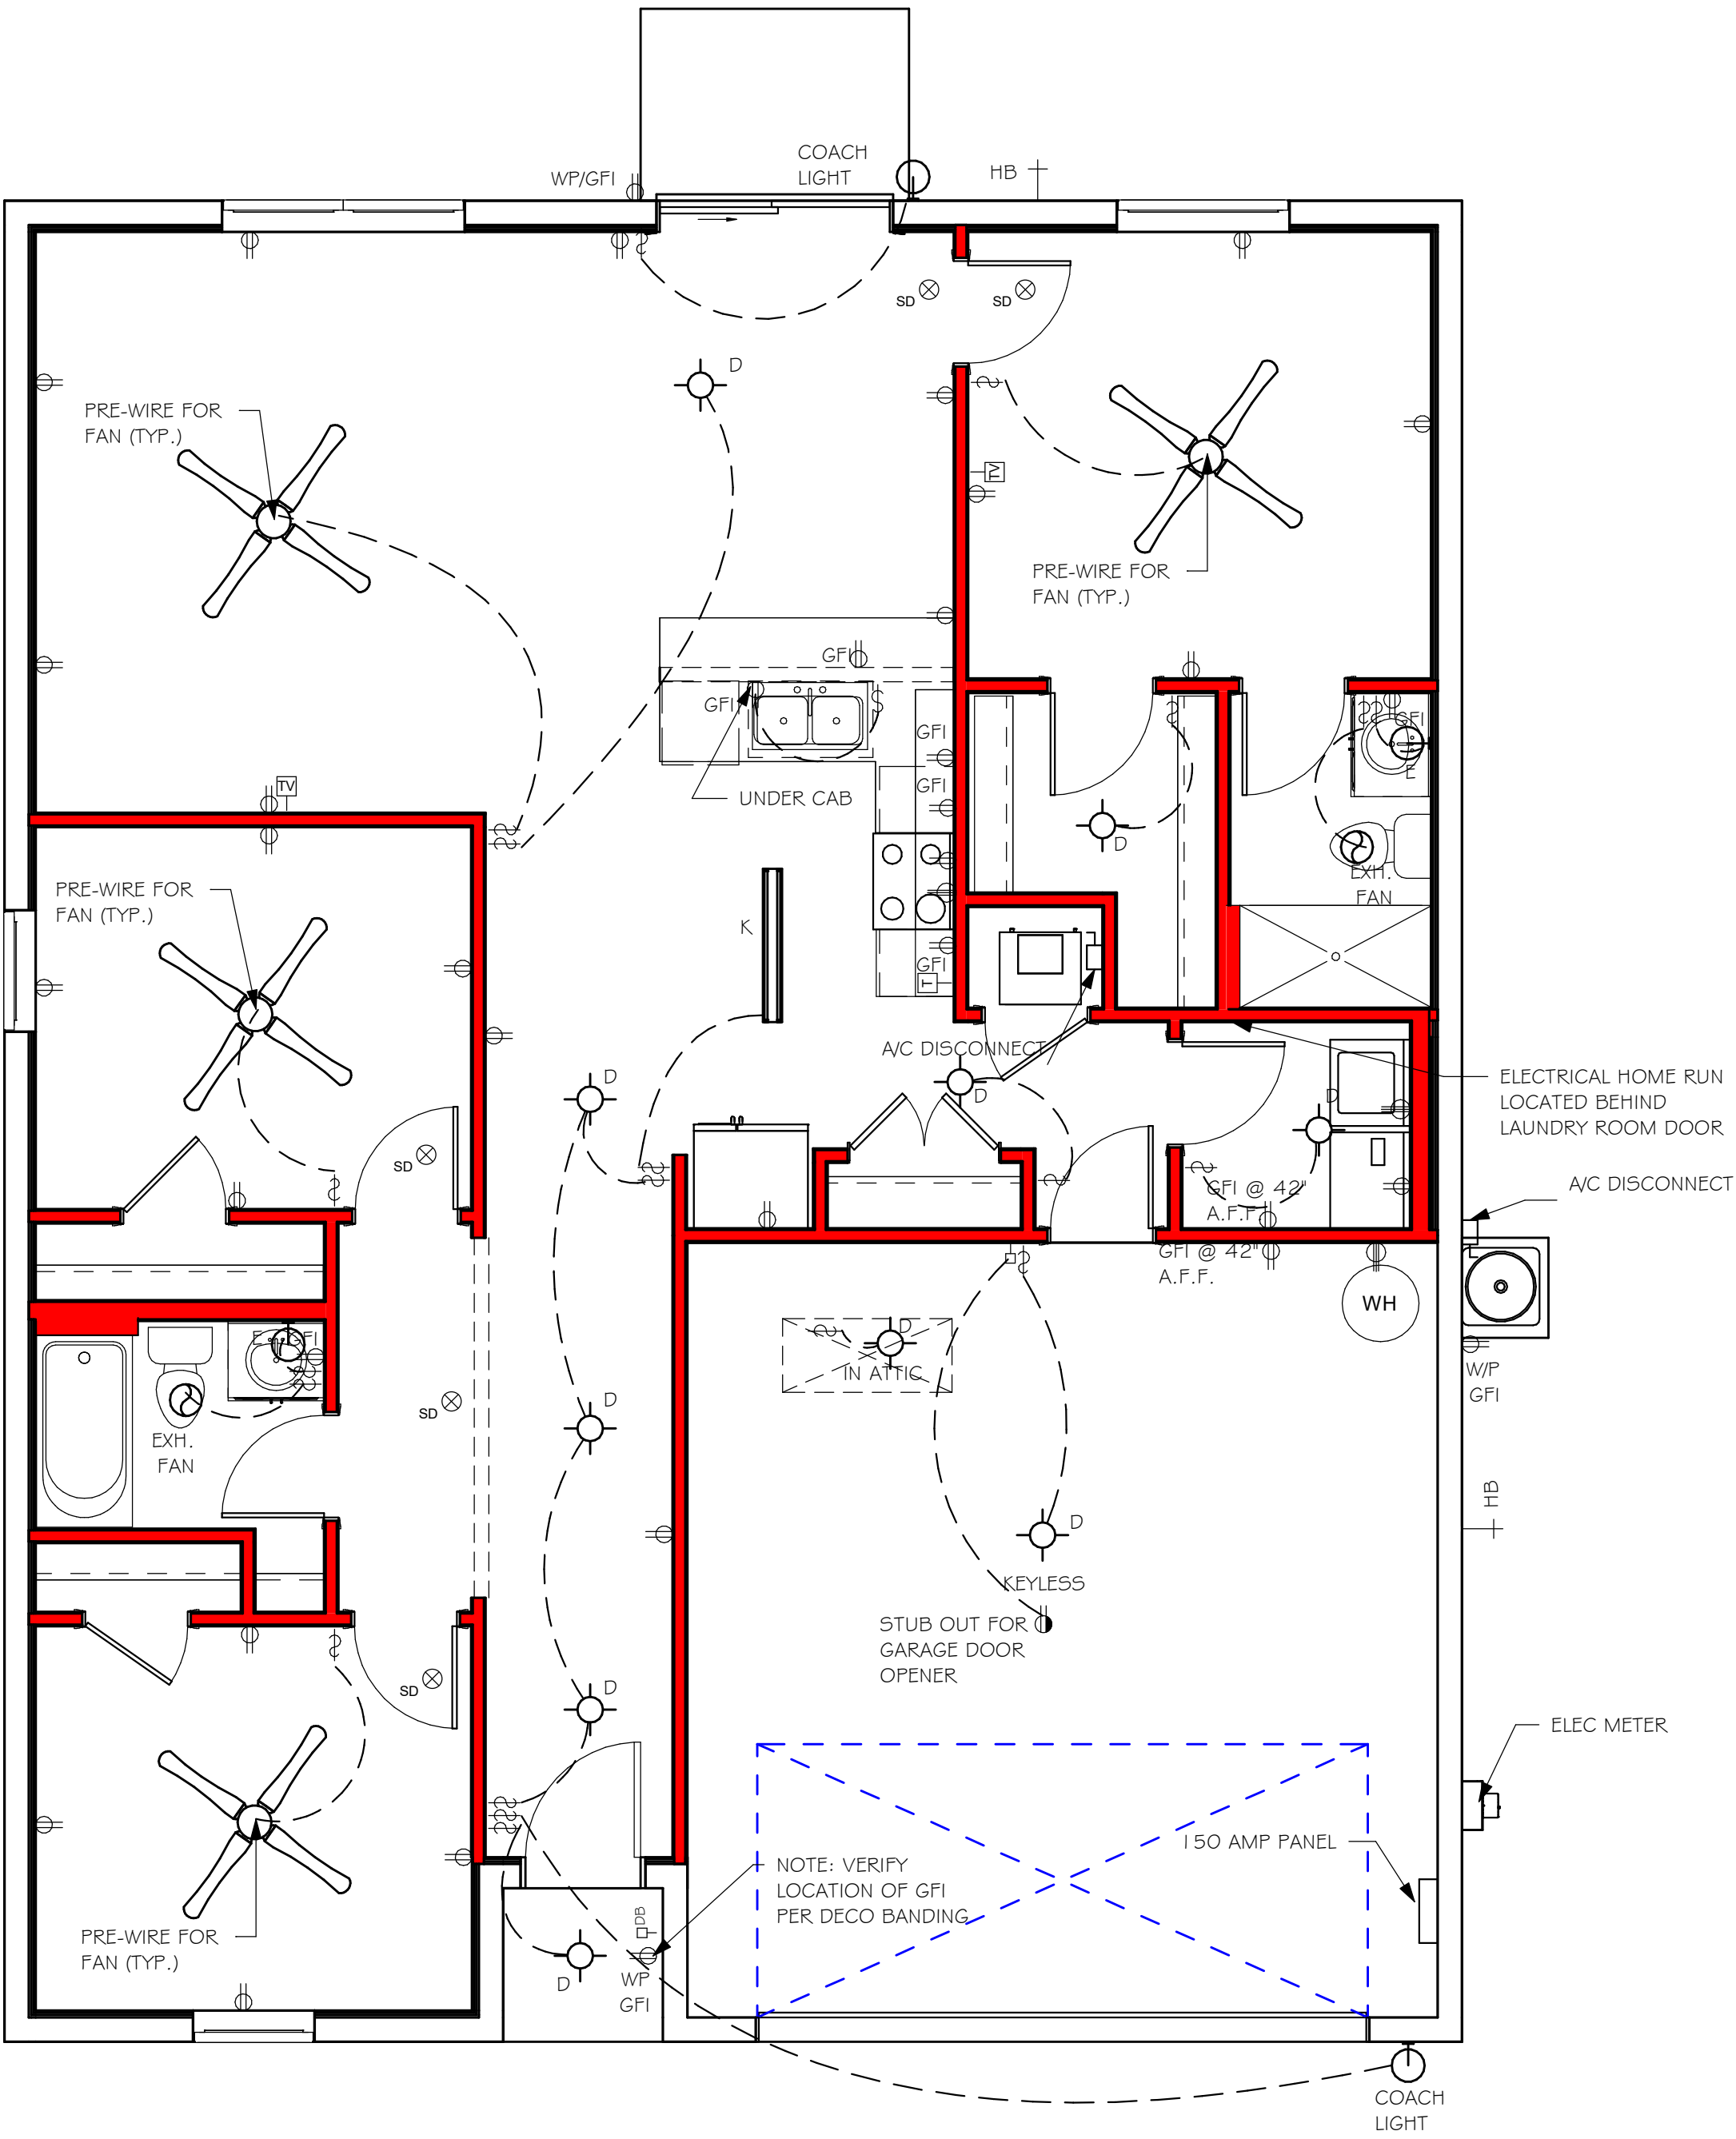 COACH
LIGHT
WP/GFI
HB
SD
SD
D
PRE-WIRE FOR
FAN (TYP.)
TV
PRE-WIRE FOR
FAN (TYP.)
GFI
GFI
GFI
GFI
GFI
E
TV
UNDER CAB
D
EXH.
FAN
PRE-WIRE FOR
FAN (TYP.)
K
GFI
T
A/C DISCONNECT
D
D
D
ELECTRICAL HOME RUN
LOCATED BEHIND
LAUNDRY ROOM DOOR
SD
A/C DISCONNECT
GFI @ 42"
A.F.F.
GFI @ 42"
A.F.F.
WH
E
GFI
D
IN ATTIC
W/P
GFI
SD
D
EXH.
FAN
HB
D
KEYLESS
STUB OUT FOR
GARAGE DOOR
OPENER
SD
D
ELEC METER
150 AMP PANEL
NOTE: VERIFY
LOCATION OF GFI
PER DECO BANDING
DB
PRE-WIRE FOR
FAN (TYP.)
D
WP
GFI
COACH
LIGHT